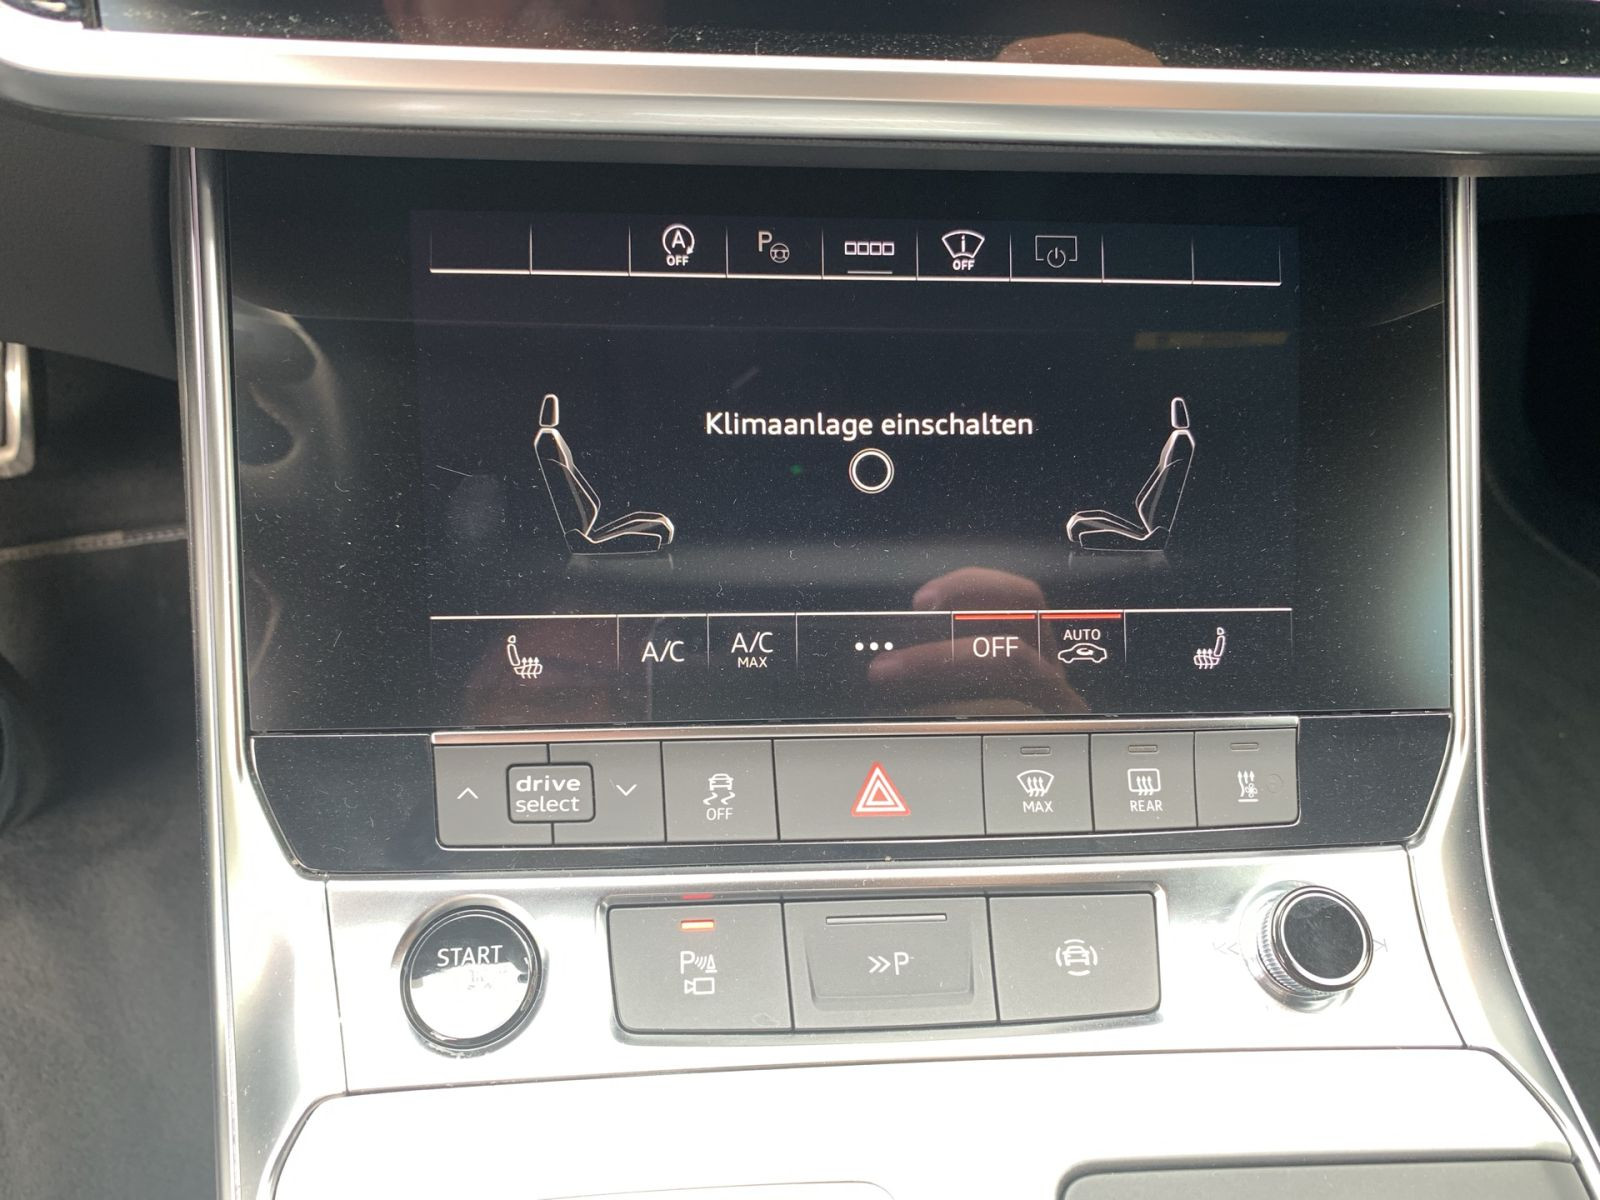 A
OFF
P
i
OFF
Klimaanlage einschalten
A/C
A/C
MAX
•••
OFF
AUTO
drive
select
OFF
MAX
REAR
START
P
>>P